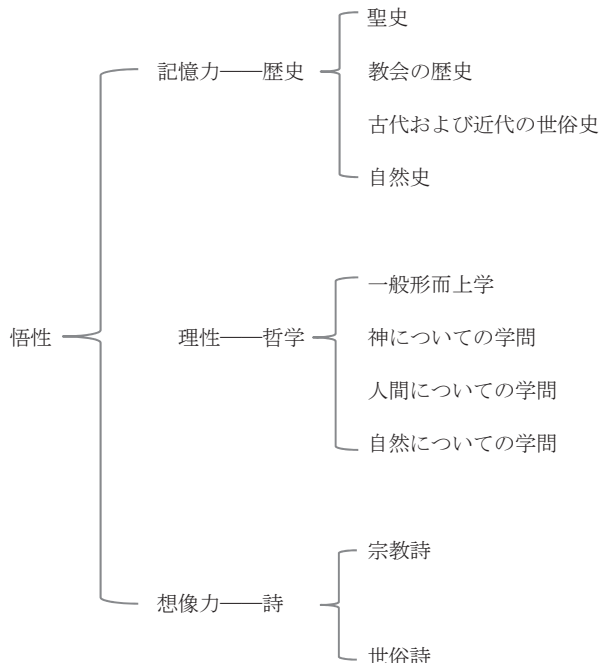 聖史
記憶力──歴史
教会の歴史
古代および近代の世俗史
自然史
一般形而上学
悟性
理性──哲学
神についての学問
人間についての学問
自然についての学問
宗教詩
想像力──詩
世俗詩